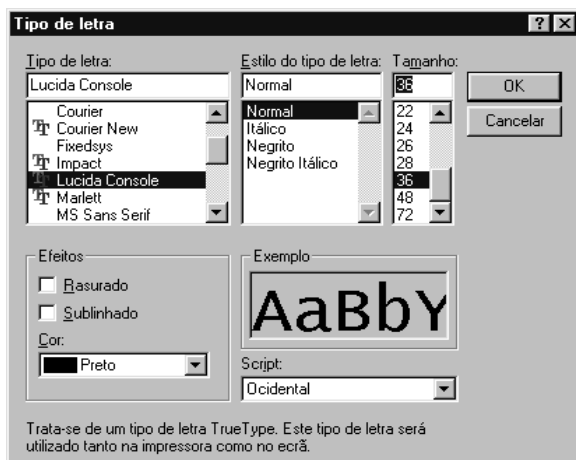 Tipo de letra
Tipo de letra:
Estilo do tipo de letra:
Tamanho:
Lucida Console
Normal
36
OK
Cancelar
Courier
Courier New
Fixedsys
Impact
Lucida Console
Marlett
MS Sans Serif
Normal
Itálico
Negrito
Negrito Itálico
22
24
26
28
36
48
72
Efeitos
Rasurado
Sublinhado
Cor:
Preto
Exemplo
AaBbY
Script:
Ocidental
Trata-se de um tipo de letra TrueType. Este tipo de letra será
utilizado tanto na impressora como no ecrã.